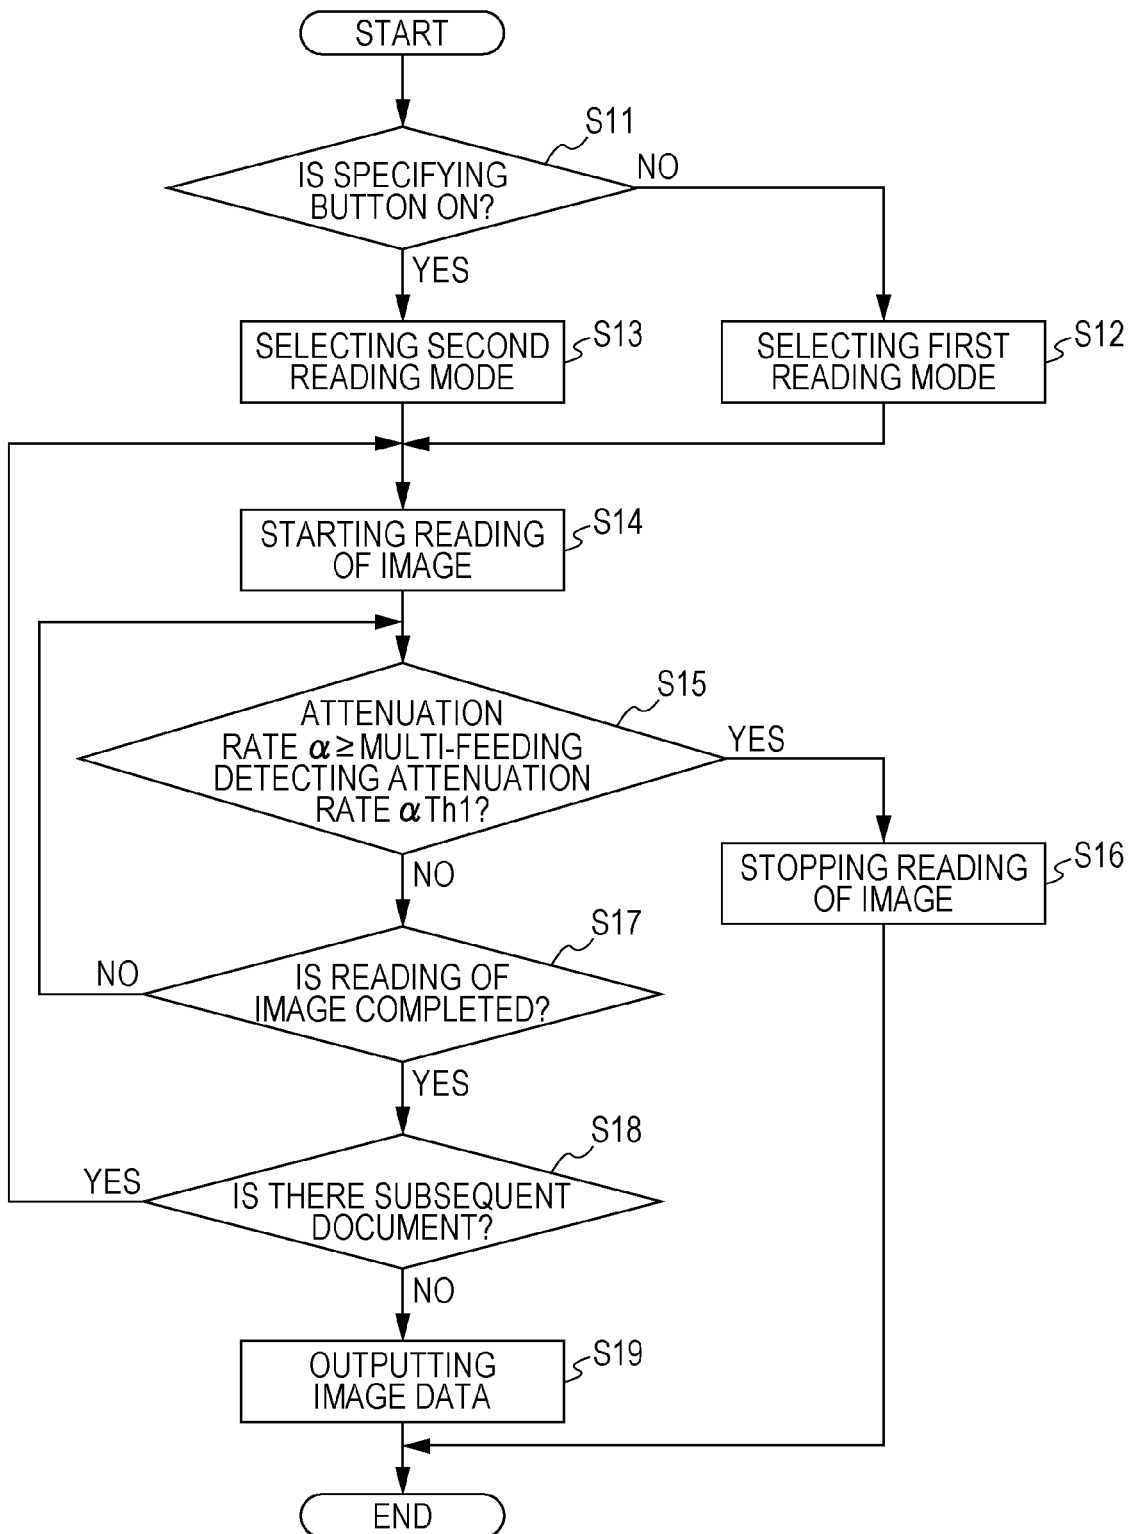 START
S11
IS SPECIFYING
BUTTON ON?
NO
YES
SELECTING SECOND
READING MODE
S13
SELECTING FIRST
READING MODE
S12
STARTING READING
OF IMAGE
S14
S15
ATTENUATION
RATE α ≥ MULTI-FEEDING
DETECTING ATTENUATION
RATE α Th1?
YES
NO
STOPPING READING
OF IMAGE
S16
S17
IS READING OF
IMAGE COMPLETED?
NO
YES
S18
IS THERE SUBSEQUENT
DOCUMENT?
YES
NO
OUTPUTTING
IMAGE DATA
S19
END